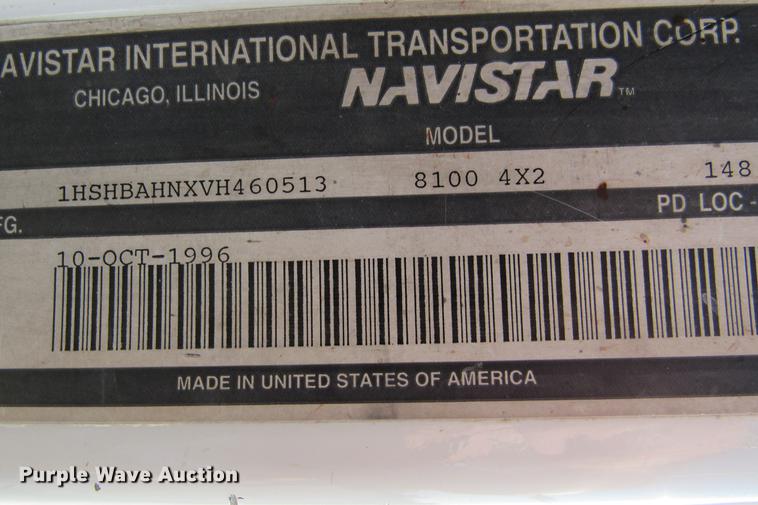 AVISTAR INTERNATIONAL TRANSPORTATION CORP.
CHICAGO, ILLINOIS
NAVISTAR™
MODEL
1HSHBAHNXVH460513 8100 4X2 148
FG. PD LOC -
10-OCT-1996
MADE IN UNITED STATES OF AMERICA
Purple Wave Auction